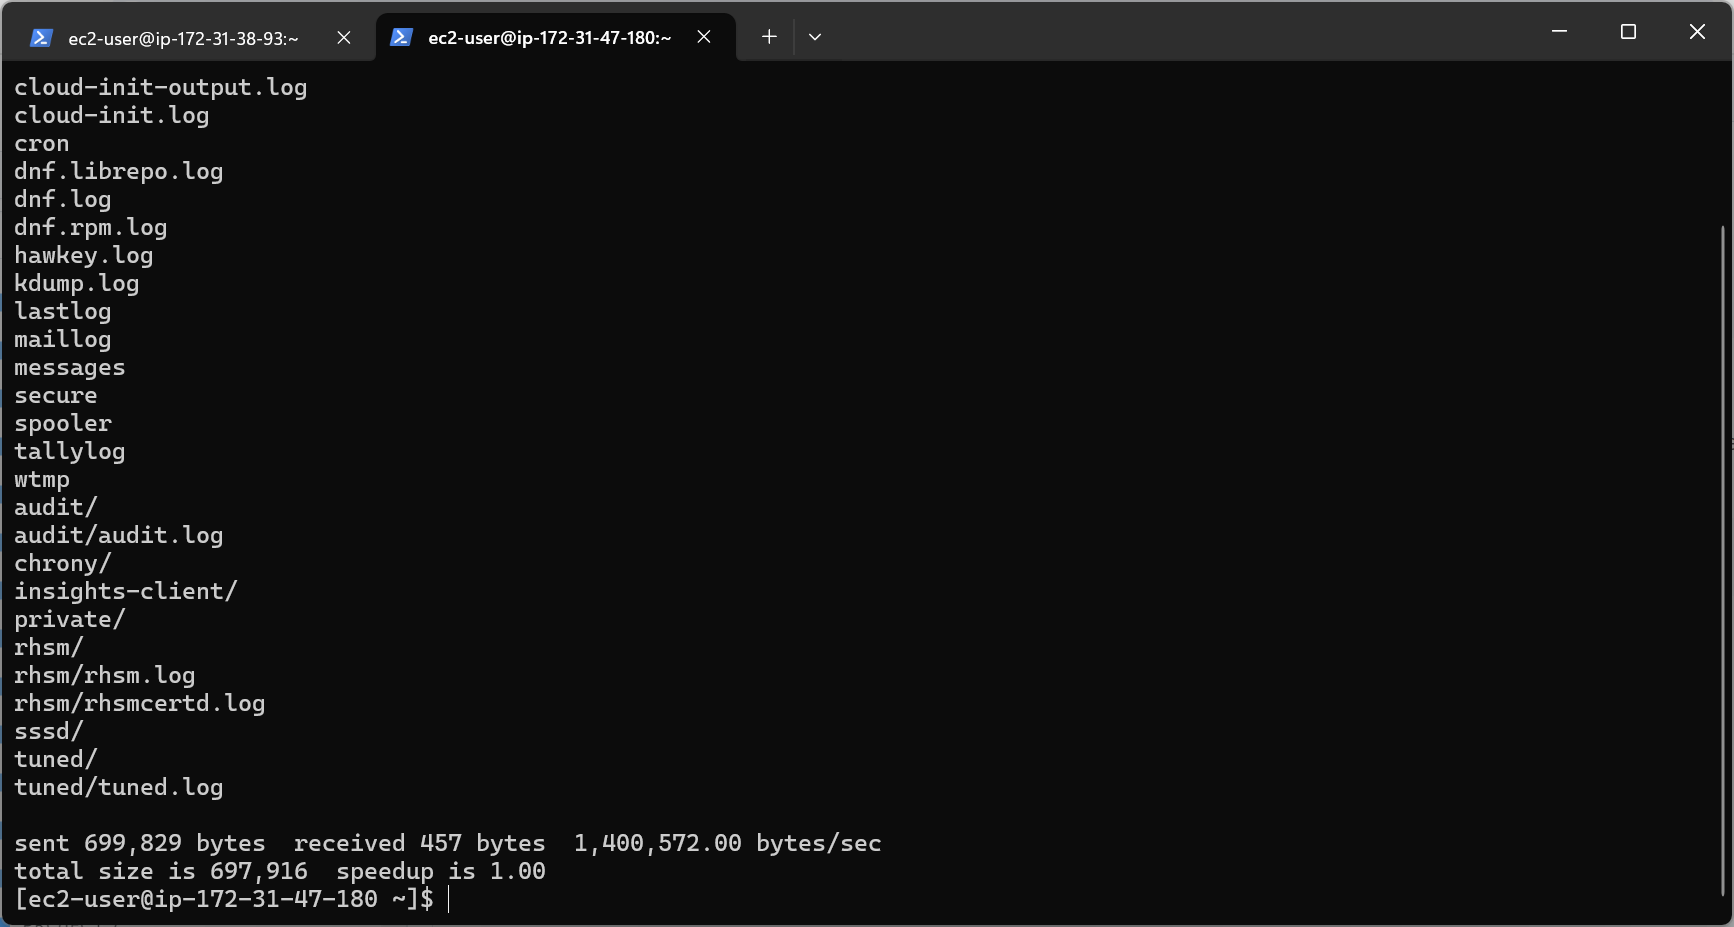 ec2-user@ip-172-31-38-93:~
ec2-user@ip-172-31-47-180:~
cloud-init-output.log
cloud-init.log
cron
dnf.librepo.log
dnf.log
dnf.rpm.log
hawkey.log
kdump.log
lastlog
maillog
messages
secure
spooler
tallylog
wtmp
audit/
audit/audit.log
chrony/
insights-client/
private/
rhsm/
rhsm/rhsm.log
rhsm/rhsmcertd.log
sssd/
tuned/
tuned/tuned.log
sent 699,829 bytes  received 457 bytes  1,400,572.00 bytes/sec
total size is 697,916  speedup is 1.00
[ec2-user@ip-172-31-47-180 ~]$